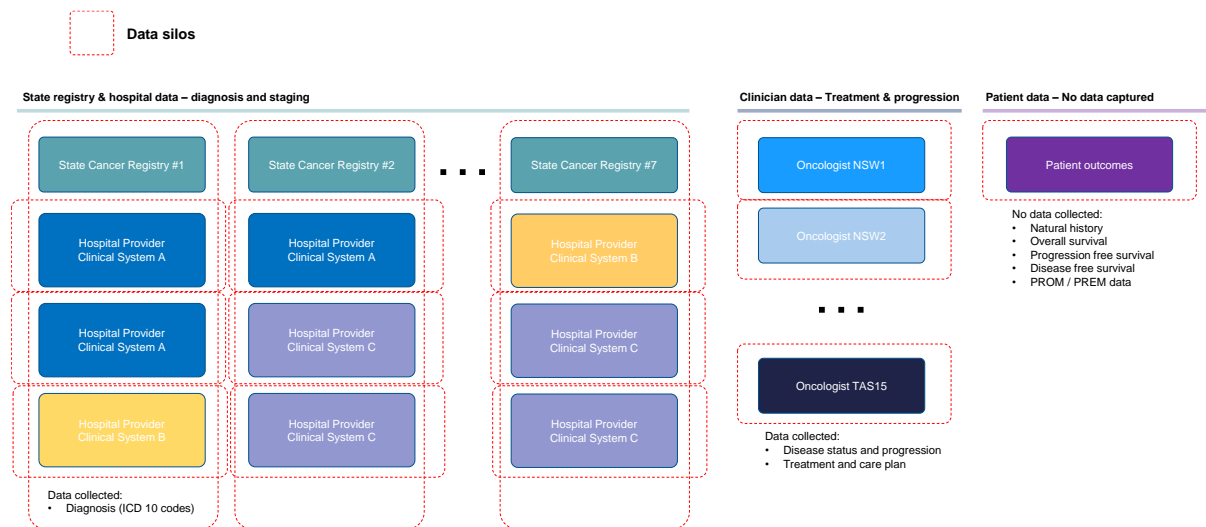 Data silos
State registry & hospital data – diagnosis and staging
State Cancer Registry #1
State Cancer Registry #2
...
State Cancer Registry #7
Hospital Provider
Clinical System A
Hospital Provider
Clinical System A
Hospital Provider
Clinical System B
Hospital Provider
Clinical System A
Hospital Provider
Clinical System C
Hospital Provider
Clinical System C
Hospital Provider
Clinical System B
Hospital Provider
Clinical System C
Hospital Provider
Clinical System C
Data collected:
• Diagnosis (ICD 10 codes)
Clinician data – Treatment & progression
Oncologist NSW1
Oncologist NSW2
...
Oncologist TAS15
Data collected:
• Disease status and progression
• Treatment and care plan
Patient data – No data captured
Patient outcomes
No data collected:
• Natural history
• Overall survival
• Progression free survival
• Disease free survival
• PROM / PREM data